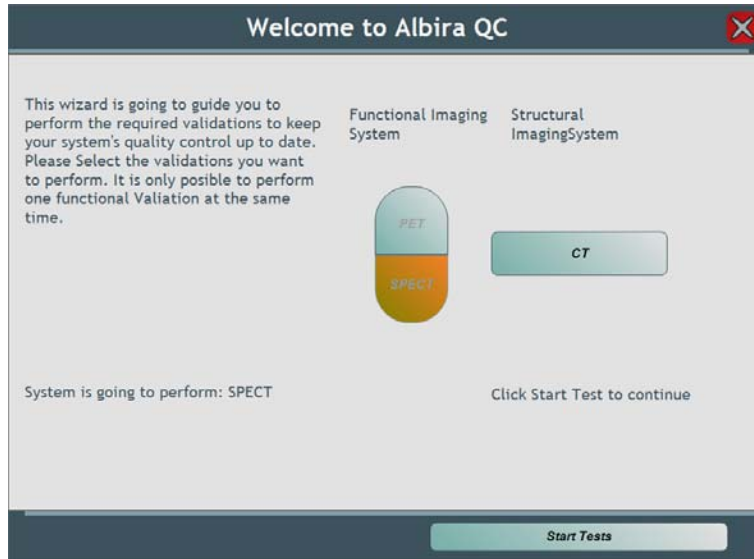 Welcome to Albira QC
This wizard is going to guide you to
perform the required validations to keep
your system's quality control up to date.
Please Select the validations you want
to perform. It is only posible to perform
one functional Valiation at the same
time.
Functional Imaging
System
Structural
ImagingSystem
PET
SPECT
CT
System is going to perform: SPECT
Click Start Test to continue
Start Tests